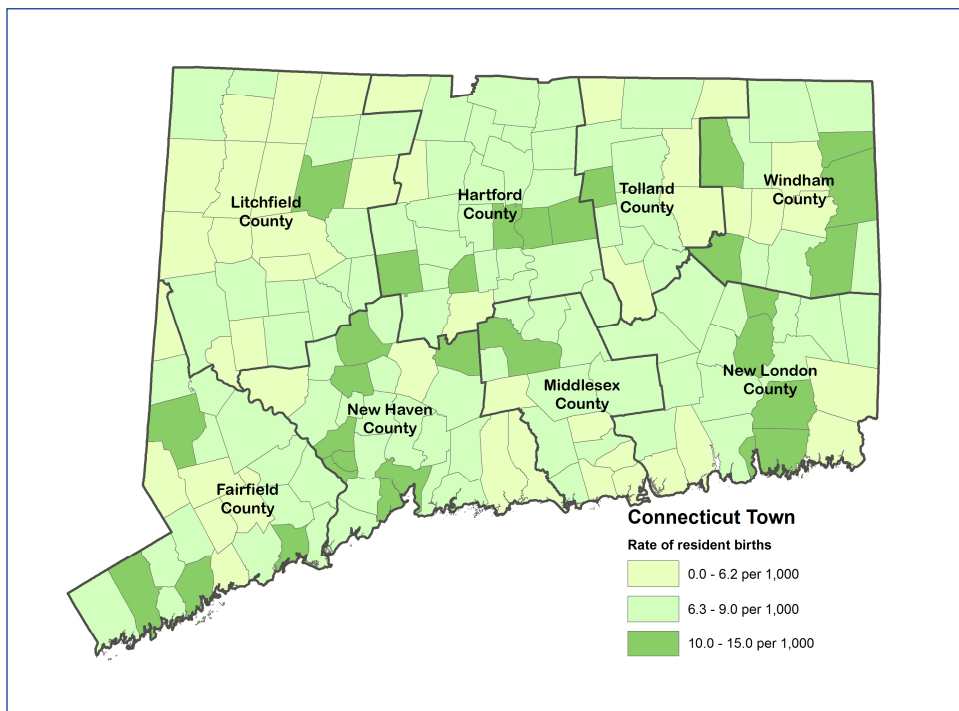 Litchfield
County
Hartford
County
Tolland
County
Windham
County
New Haven
County
Middlesex
County
New London
County
Fairfield
County
Connecticut Town
Rate of resident births
0.0 - 6.2 per 1,000
6.3 - 9.0 per 1,000
10.0 - 15.0 per 1,000